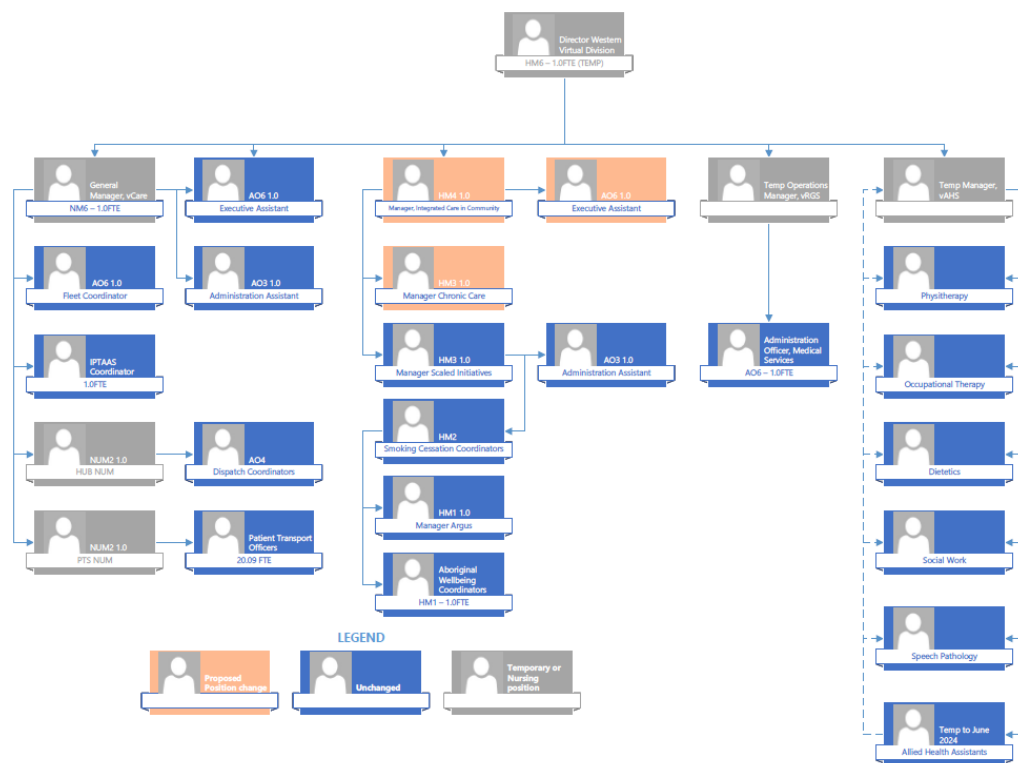 Director Western
Virtual Division
HM6 – 1.0FTE (TEMP)
General
Manager, vCare
NM6 – 1.0FTE
AO6 1.0
Executive Assistant
HM4 1.0
Manager, Integrated Care in Community
AO6 1.0
Executive Assistant
Temp Operations
Manager, vRGS
Temp Manager,
vAHS
AO6 1.0
Fleet Coordinator
AO3 1.0
Administration Assistant
HM3 1.0
Manager Chronic Care
Physitherapy
IPTAAS
Coordinator
1.0FTE
HM3 1.0
Manager Scaled Initiatives
AO3 1.0
Administration Assistant
Administration
Officer, Medical
Services
AO6 – 1.0FTE
Occupational Therapy
NUM2 1.0
HUB NUM
AO4
Dispatch Coordinators
HM2
Smoking Cessation Coordinators
Dietetics
HM1 1.0
Manager Argus
NUM2 1.0
PTS NUM
Patient Transport
Officers
20.09 FTE
Social Work
Aboriginal
Wellbeing
Coordinators
HM1 – 1.0FTE
Speech Pathology
LEGEND
Proposed
Position change
Unchanged
Temporary or
Nursing
position
Temp to June
2024
Allied Health Assistants